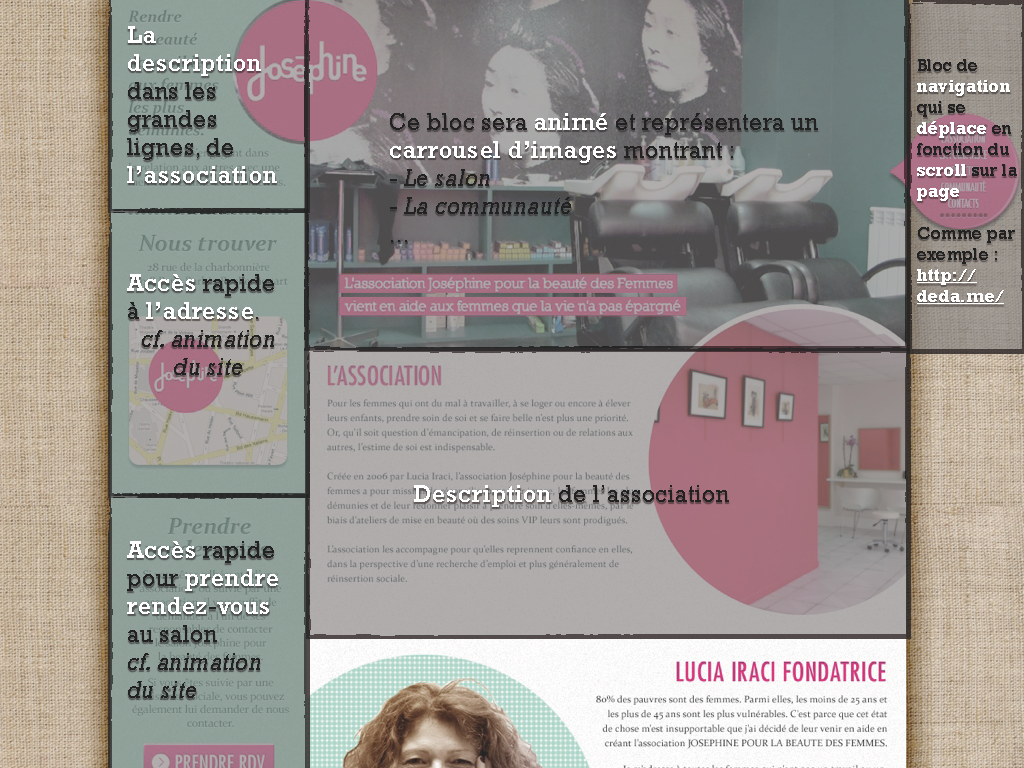 Rendre
La
description
dans les
grandes
lignes, de
l'association
les plus
Joséphine
Ce bloc sera animé et représentera un
carrousel d'images montrant :
- Le salon
- La communauté
...
L'association Joséphine pour la beauté des Femmes
vient en aide aux femmes que la vie n'a pas épargné
Bloc de
navigation
qui se
déplace en
fonction du
scroll sur la
page
CONTACTS
Comme par
exemple :
http://
deda.me/
Nous trouver
28 rue de la charbonnière
Accès rapide
à l'adresse.
cf. animation
du site
Joséphine
L'ASSOCIATION
Pour les femmes qui ont du mal à travailler, à se loger ou encore à élever
leurs enfants, prendre soin de soi et se faire belle n'est plus une priorité.
Or, qu'il soit question d'émancipation, de réinsertion ou de relations aux
autres, l'estime de soi est indispensable.
Créée en 2006 par Lucia Iraci, l'association Joséphine pour la beauté des
femmes a pour
démunies et de leur redonner plaisir à prendre soin d'elles-mêmes, par le
biais d'ateliers de mise en beauté où des soins VIP leurs sont prodigués.
Description de l'association
L'association les accompagne pour qu'elles reprennent confiance en elles,
dans la perspective d'une recherche d'emploi et plus généralement de
réinsertion sociale.
Prendre
Accès rapide
pour prendre
rendez-vous
au salon
cf. animation
du site
de contacter
Joséphine pour
Si vous êtes suivie par une
sociale, vous pouvez
également lui demander de nous
contacter.
PRENDRE RDV
LUCIA IRACI FONDATRICE
80% des pauvres sont des femmes. Parmi elles, les moins de 25 ans et
les plus de 45 ans sont les plus vulnérables. C'est parce que cet état
de chose m'est insupportable que j'ai décidé de leur venir en aide en
créant l'association JOSEPHINE POUR LA BEAUTE DES FEMMES.